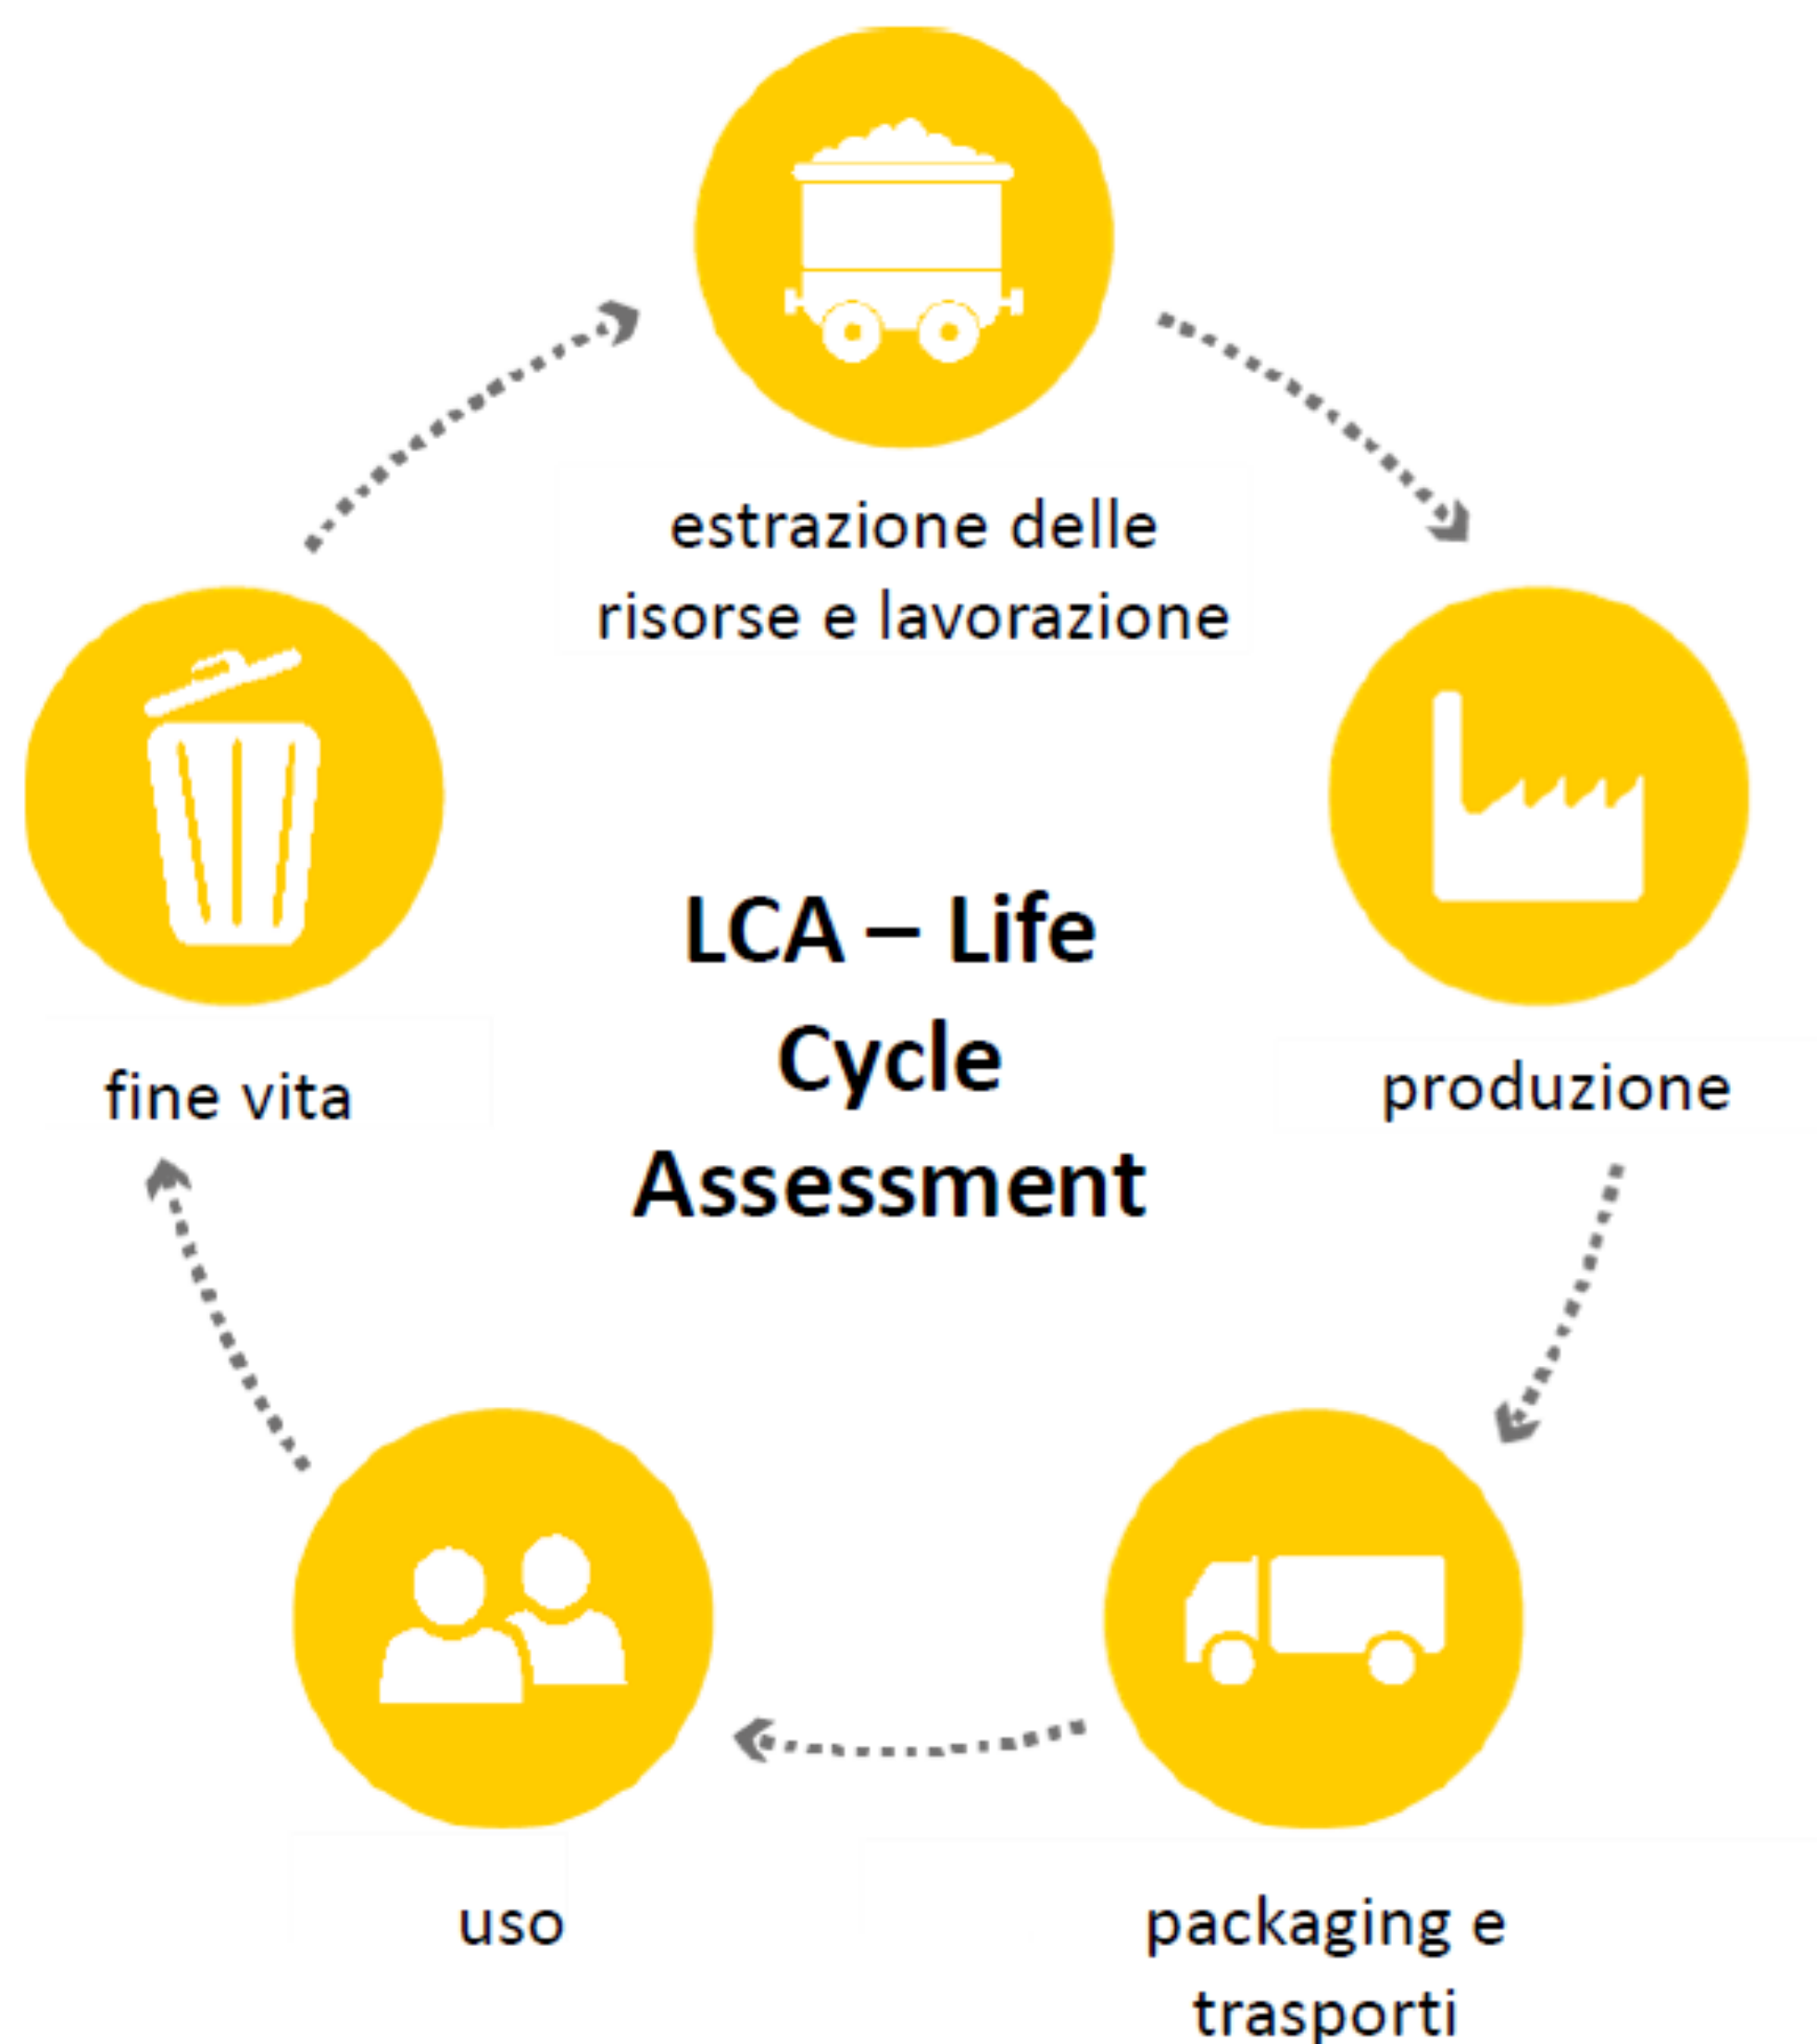 estrazione delle
risorse e lavorazione
fine vita
produzione
LCA – Life
Cycle
Assessment
uso
packaging e
trasporti